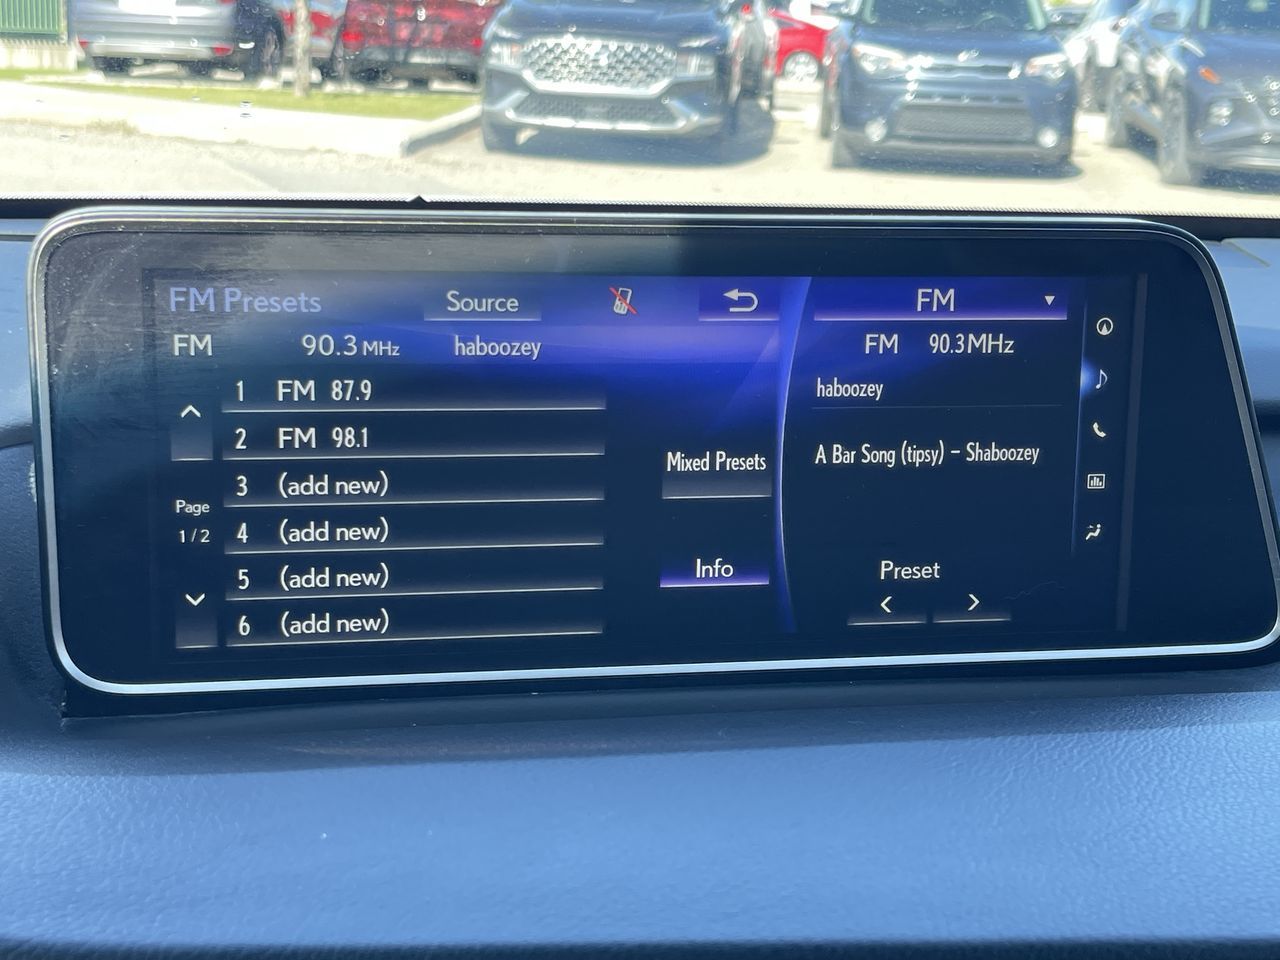 FM Presets Source FM
FM 90.3 MHz haboozey FM 90.3 MHz
haboozey
1 FM 87.9
2 FM 98.1
Mixed Presets A Bar Song (tipsy) – Shaboozey
3 (add new)
Page
1 / 2
4 (add new)
5 (add new)
Info Preset
6 (add new)